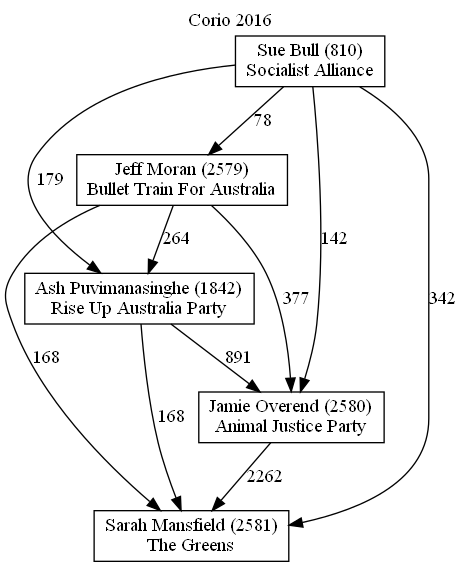 Corio 2016
Sue Bull (810)
Socialist Alliance
78
Jeff Moran (2579)
Bullet Train For Australia
179
264
142
Ash Puvimanasinghe (1842)
Rise Up Australia Party
377
342
168
891
Jamie Overend (2580)
Animal Justice Party
168
2262
Sarah Mansfield (2581)
The Greens